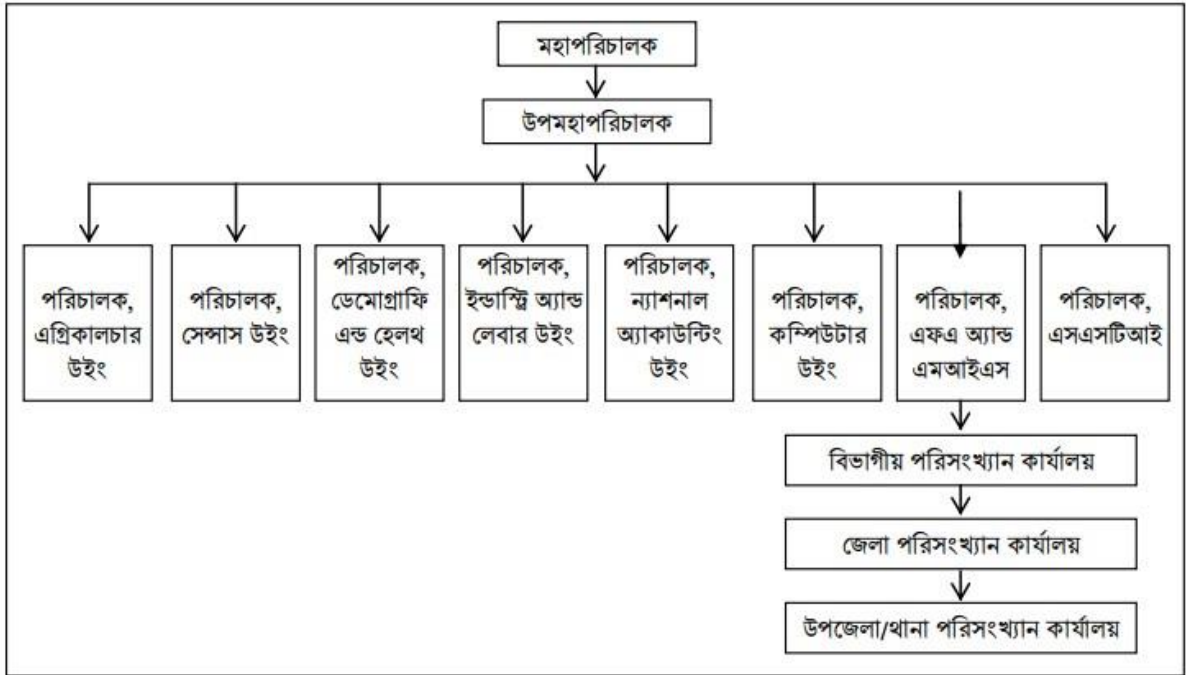 মহাপরিচালক
উপমহাপরিচালক
পরিচালক,
এগ্রিকালচার
উইং
পরিচালক,
সেন্সাস উইং
পরিচালক,
ডেমোগ্রাফি
এন্ড হেলথ
উইং
পরিচালক,
ইন্ডাস্ট্রি অ্যান্ড
লেবার উইং
পরিচালক,
ন্যাশনাল
অ্যাকাউন্টিং
উইং
পরিচালক,
কম্পিউটার
উইং
পরিচালক,
এফএ অ্যান্ড
এমআইএস
পরিচালক,
এসএসটিআই
বিভাগীয় পরিসংখ্যান কার্যালয়
জেলা পরিসংখ্যান কার্যালয়
উপজেলা/থানা পরিসংখ্যান কার্যালয়